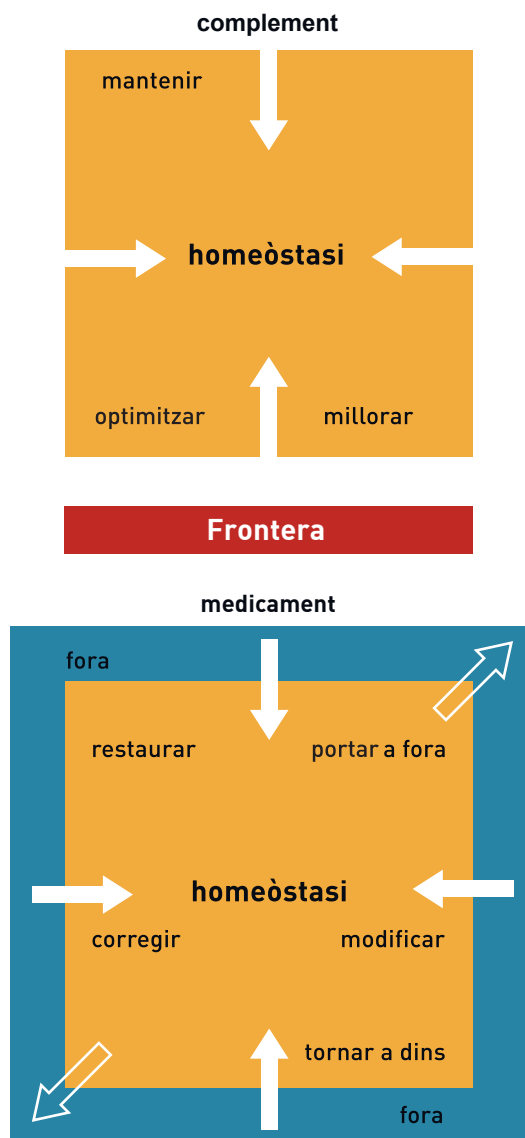 complement
mantenir
homeòstasi
optimitzar
millorar
Frontera
medicament
fora
restaurar
portar a fora
homeòstasi
corregir
modificar
tornar a dins
fora